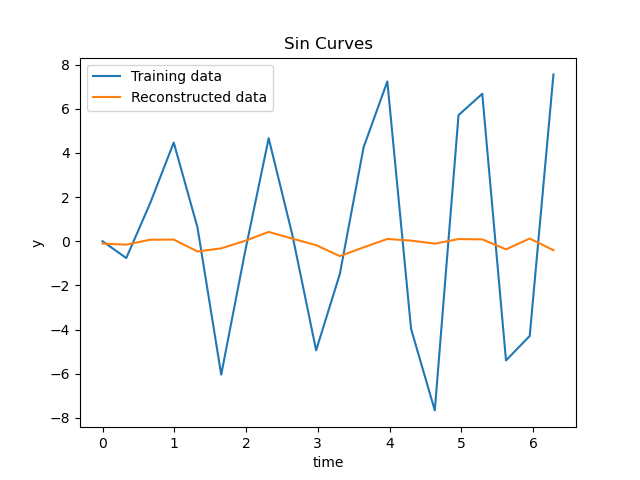 Sin Curves
Training data
Reconstructed data
8
6
4
2
0
−2
−4
−6
−8
y
0 1 2 3 4 5 6
time